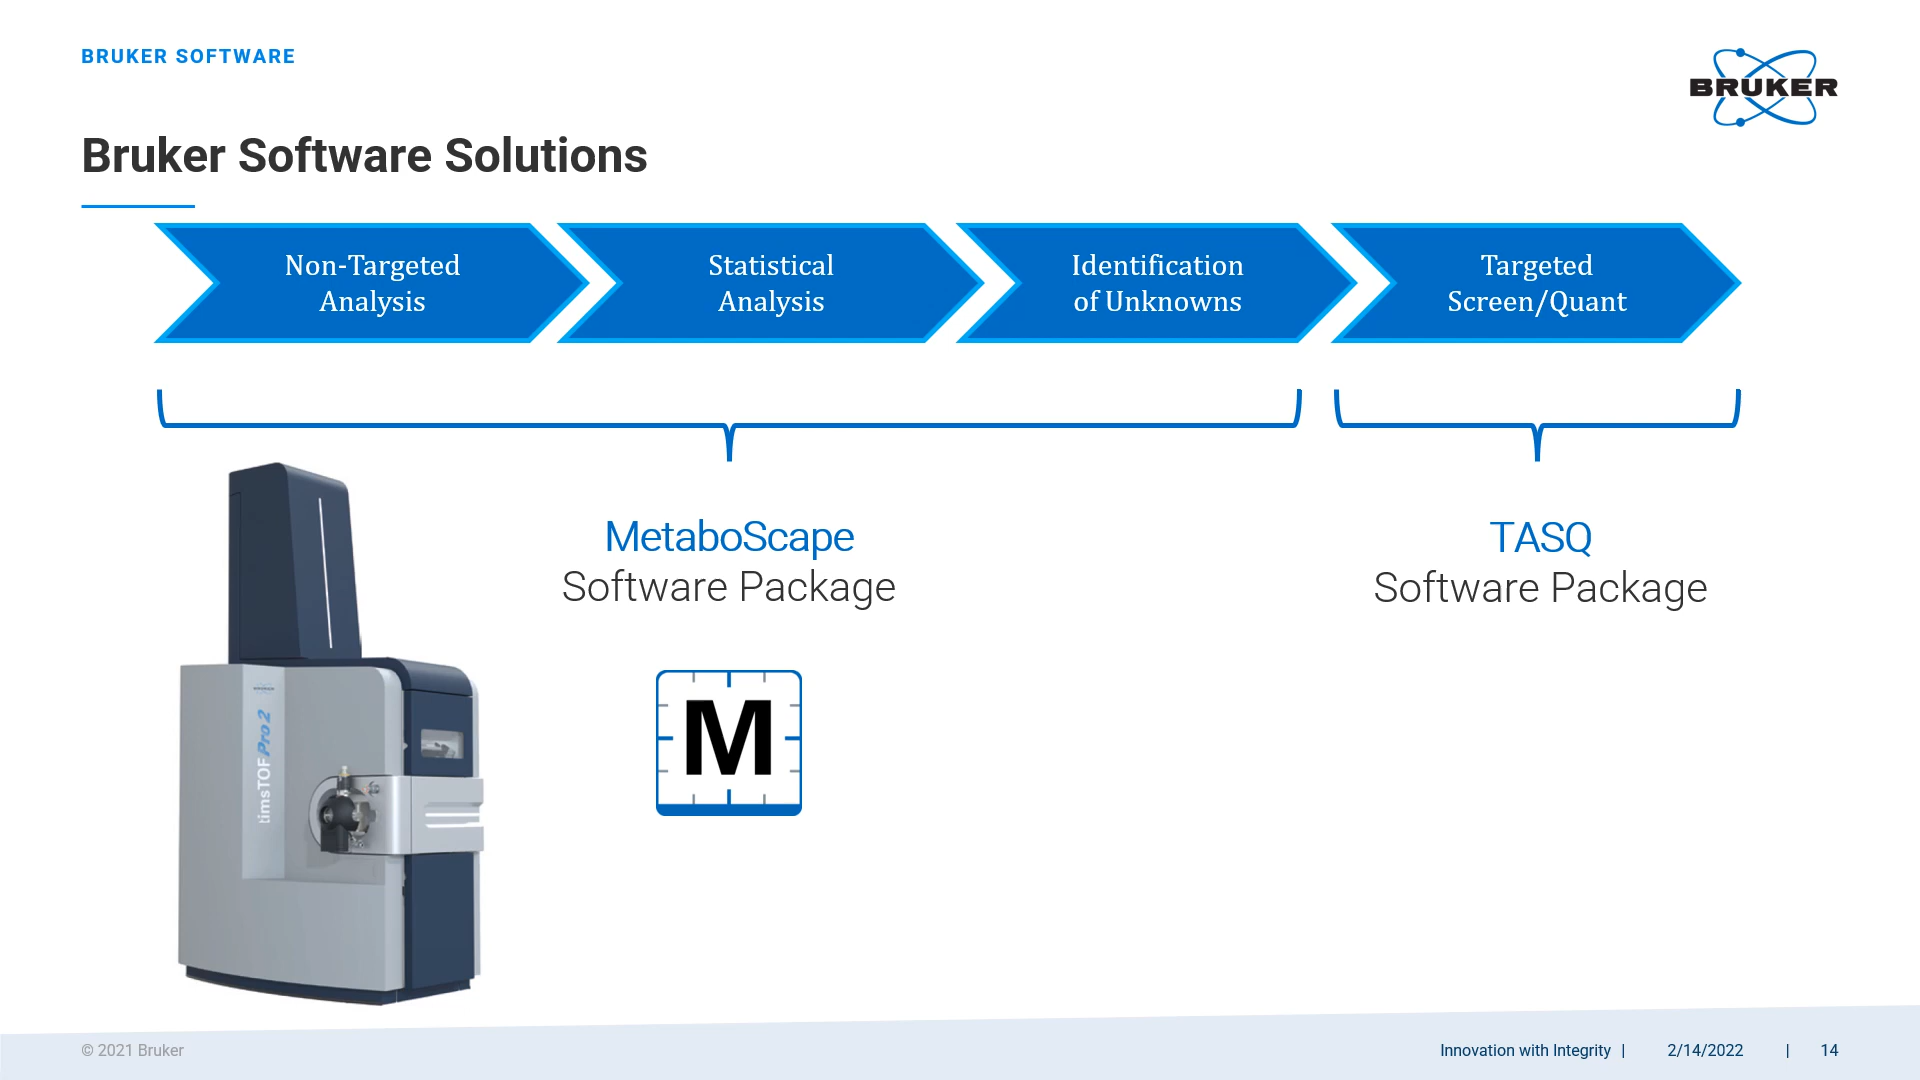 BRUKER SOFTWARE
BRUKER
Bruker Software Solutions
Non-Targeted
Analysis
Statistical
Analysis
Identification
of Unknowns
Targeted
Screen/Quant
MetaboScape
Software Package
TASQ
Software Package
M
BRUKER
timsTOF Pro 2
© 2021 Bruker
Innovation with Integrity |
2/14/2022
|
14